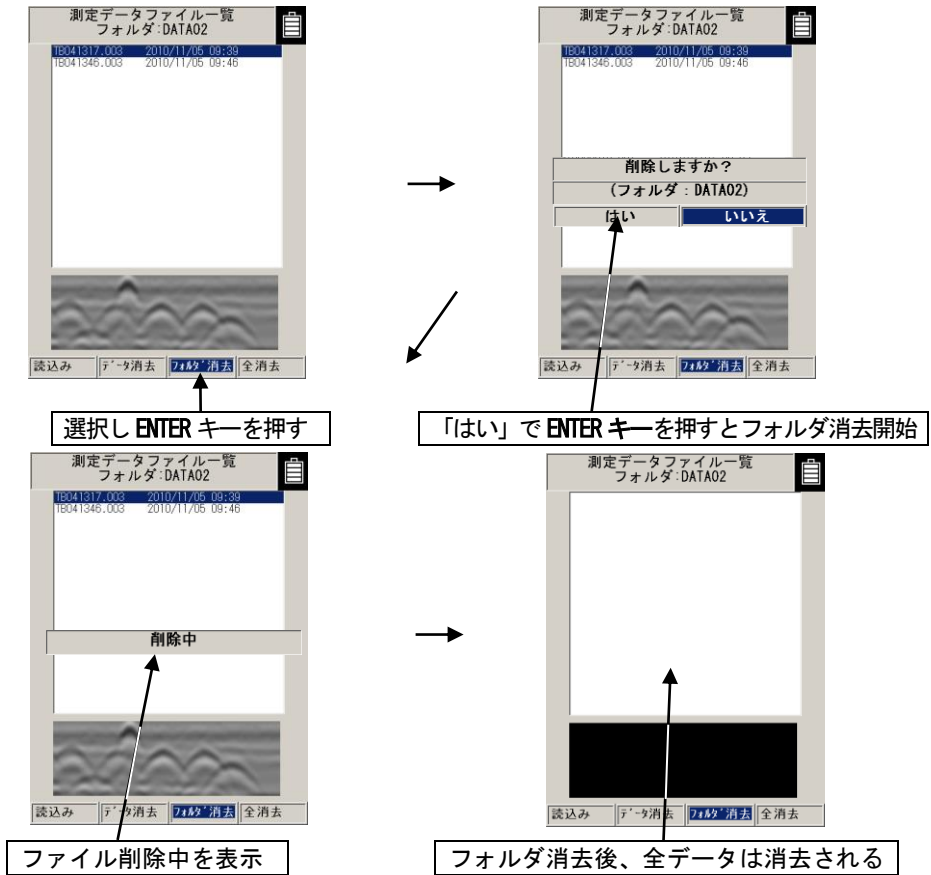 測定データファイル一覧
フォルダ:DATA02
TB041317.003 2010/11/05 09:39
TB041346.003 2010/11/05 09:46
読込み データ消去 フォルダ消去 全消去
選択し ENTER キーを押す
測定データファイル一覧
フォルダ:DATA02
TB041317.003 2010/11/05 09:39
TB041346.003 2010/11/05 09:46
削除しますか?
(フォルダ:DATA02)
はい いいえ
読込み データ消去 フォルダ消去 全消去
「はい」で ENTER キーを押すとフォルダ消去開始
測定データファイル一覧
フォルダ:DATA02
TB041317.003 2010/11/05 09:39
TB041346.003 2010/11/05 09:46
削除中
読込み データ消去 フォルダ消去 全消去
ファイル削除中を表示
測定データファイル一覧
フォルダ:DATA02
読込み データ消去 フォルダ消去 全消去
フォルダ消去後、全データは消去される